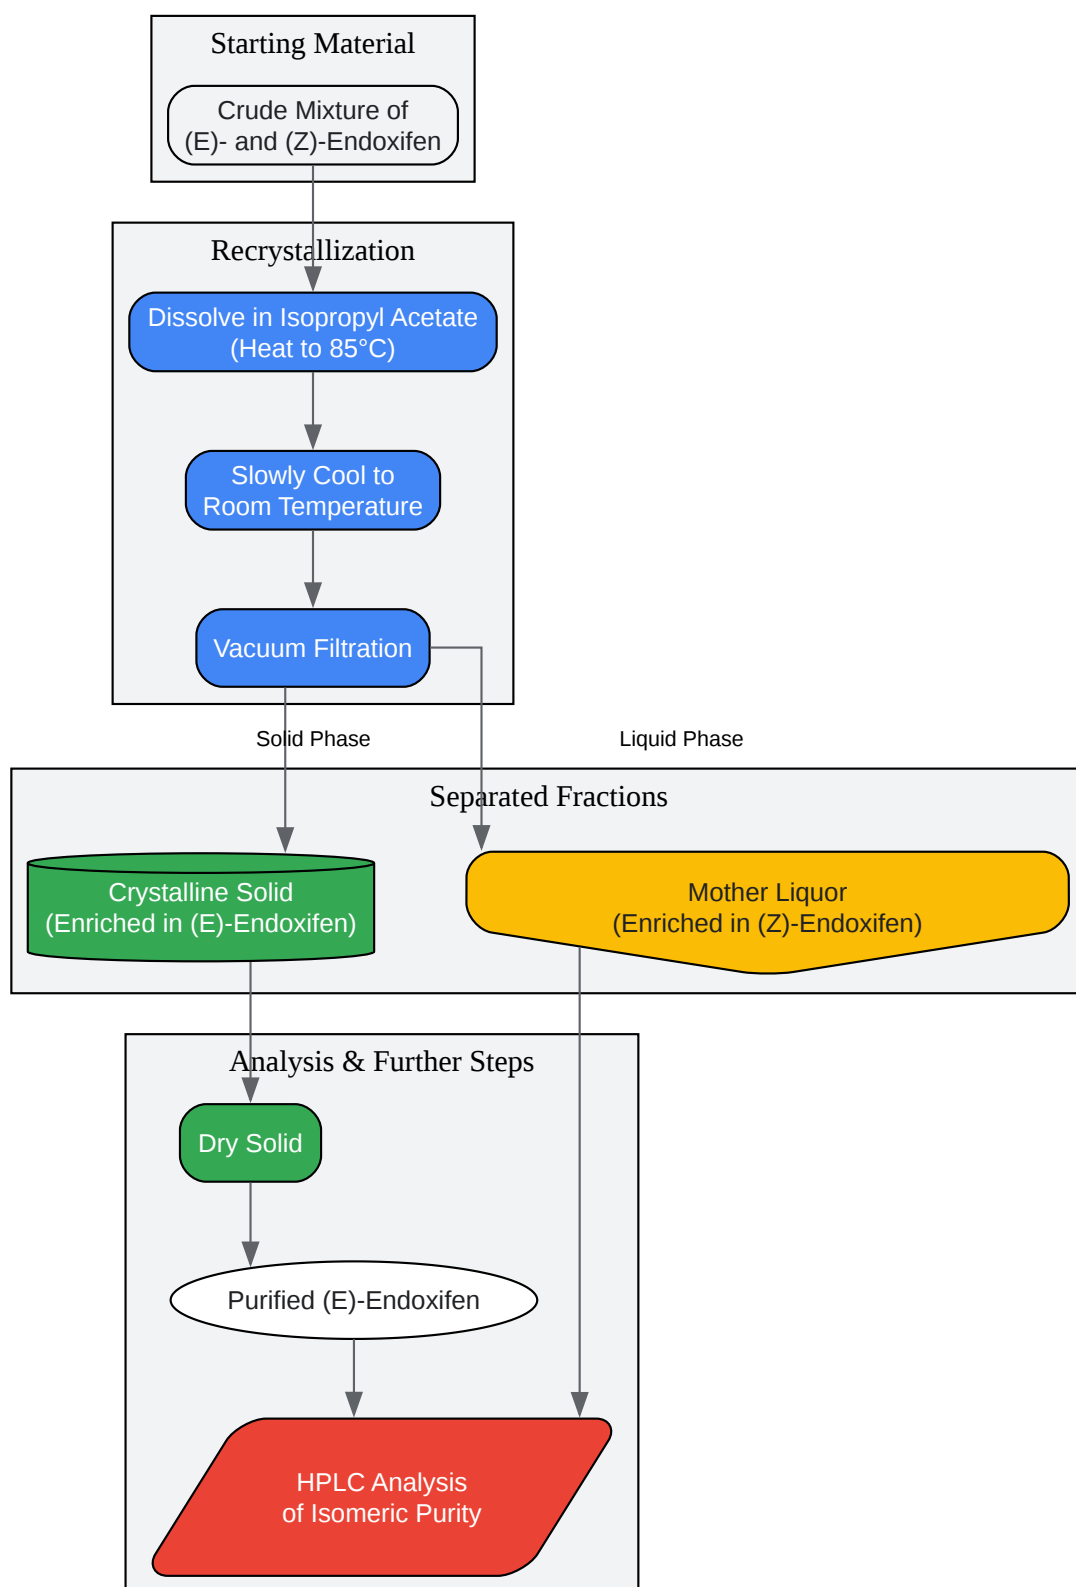 Starting Material
Crude Mixture of
(E)- and (Z)-Endoxifen
Recrystallization
Dissolve in Isopropyl Acetate
(Heat to 85°C)
Slowly Cool to
Room Temperature
Vacuum Filtration
Solid Phase
Liquid Phase
Separated Fractions
Crystalline Solid
(Enriched in (E)-Endoxifen)
Mother Liquor
(Enriched in (Z)-Endoxifen)
Analysis & Further Steps
Dry Solid
Purified (E)-Endoxifen
HPLC Analysis
of Isomeric Purity